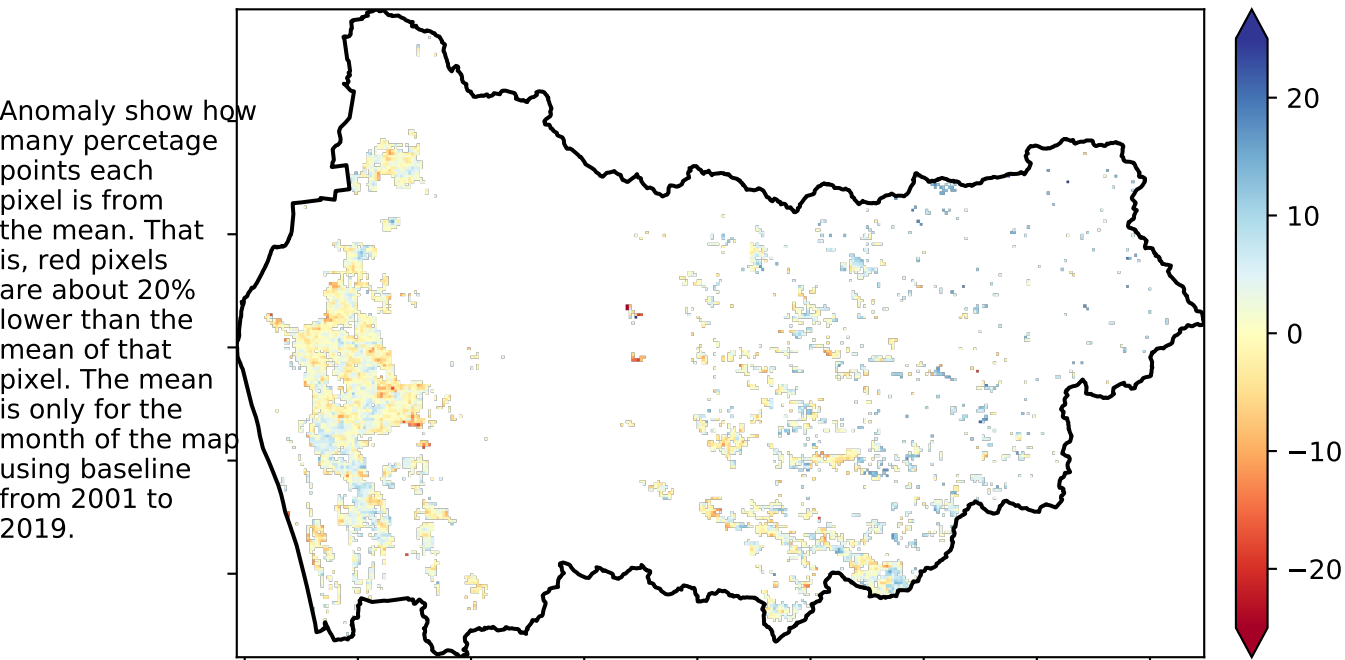 Anomaly show how
many percetage
points each
pixel is from
the mean. That
is, red pixels
are about 20%
lower than the
mean of that
pixel. The mean
is only for the
month of the map
using baseline
from 2001 to
2019.
20
10
0
−10
−20